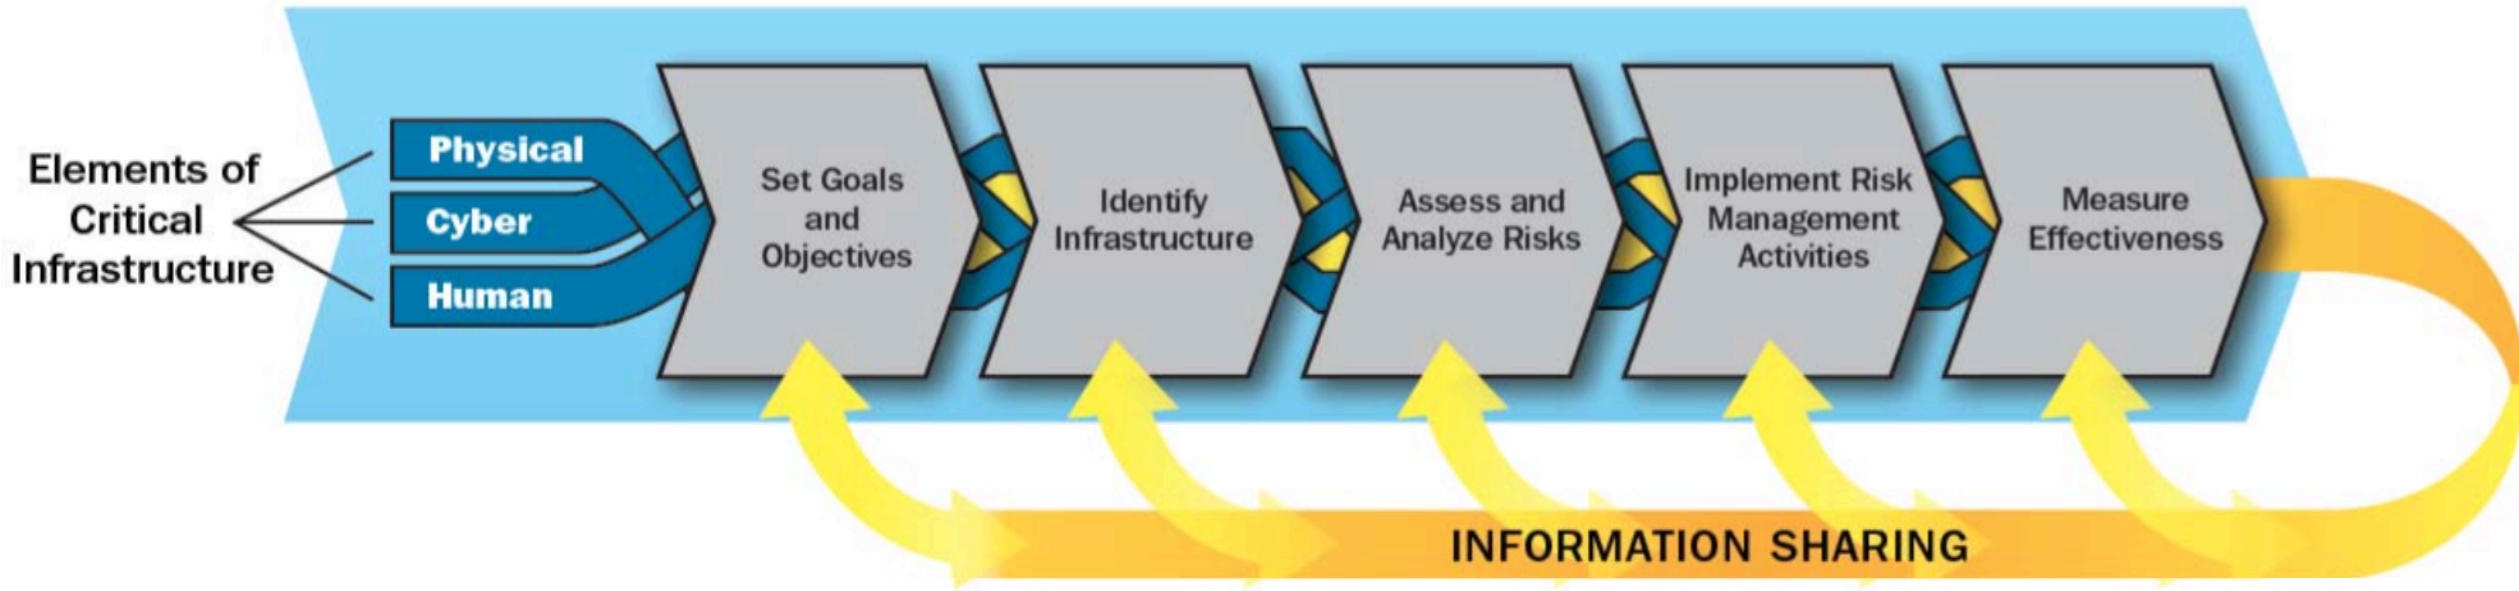 Elements of
Critical
Infrastructure
Physical
Cyber
Human
Set Goals
and
Objectives
Identify
Infrastructure
Assess and
Analyze Risks
Implement Risk
Management
Activities
Measure
Effectiveness
INFORMATION SHARING